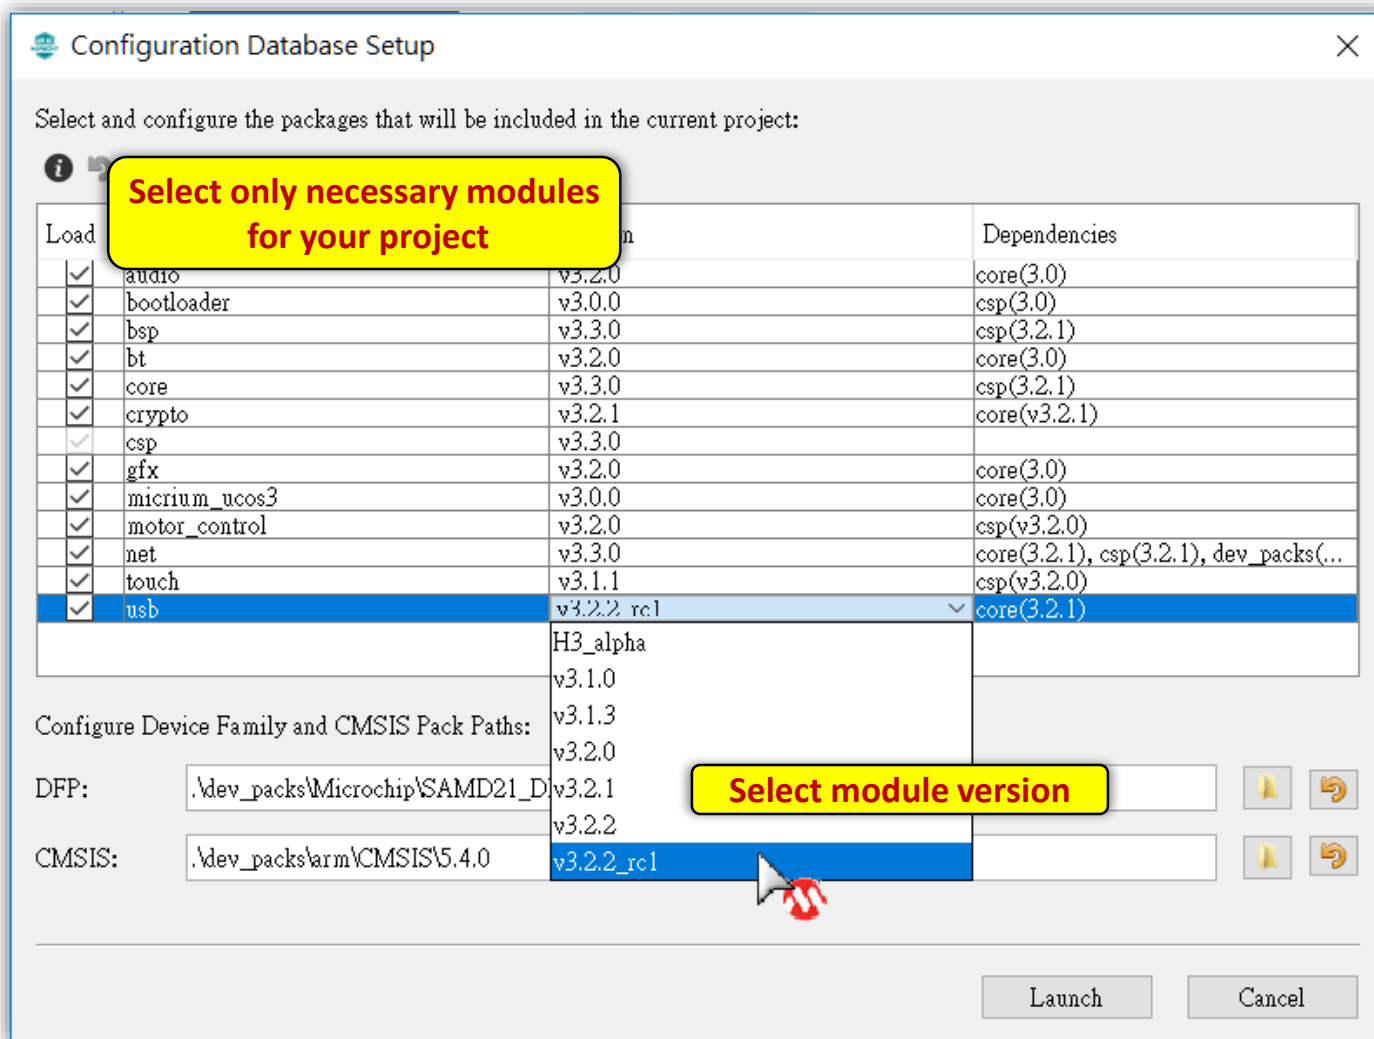 Configuration Database Setup
Select and configure the packages that will be included in the current project:
Select only necessary modules
for your project
Load n Dependencies
audio v3.2.0 core(3.0)
bootloader v3.0.0 csp(3.0)
bsp v3.3.0 csp(3.2.1)
bt v3.2.0 core(3.0)
core v3.3.0 csp(3.2.1)
crypto v3.2.1 core(v3.2.1)
csp v3.3.0
gfx v3.2.0 core(3.0)
micrium_ucos3 v3.0.0 core(3.0)
motor_control v3.2.0 csp(v3.2.0)
net v3.3.0 core(3.2.1), csp(3.2.1), dev_packs(...
touch v3.1.1 csp(v3.2.0)
usb v3.2.2_rc1 core(3.2.1)
H3_alpha
v3.1.0
v3.1.3
v3.2.0
v3.2.1
v3.2.2
v3.2.2_rc1
Configure Device Family and CMSIS Pack Paths:
Select module version
DFP: .\dev_packs\Microchip\SAMD21_D
CMSIS: .\dev_packs\arm\CMSIS\5.4.0
Launch Cancel